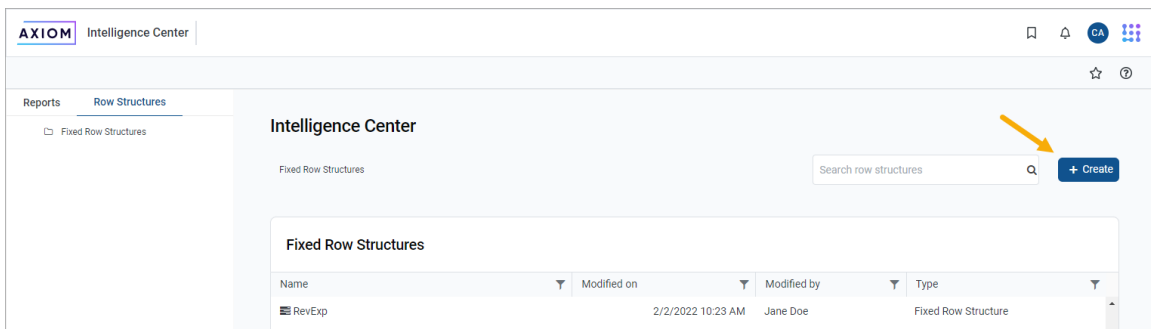 AXIOM Intelligence Center
CA
Reports Row Structures
Fixed Row Structures
Intelligence Center
Fixed Row Structures
Search row structures
+ Create
Fixed Row Structures
Name Modified on Modified by Type
RevExp 2/2/2022 10:23 AM Jane Doe Fixed Row Structure